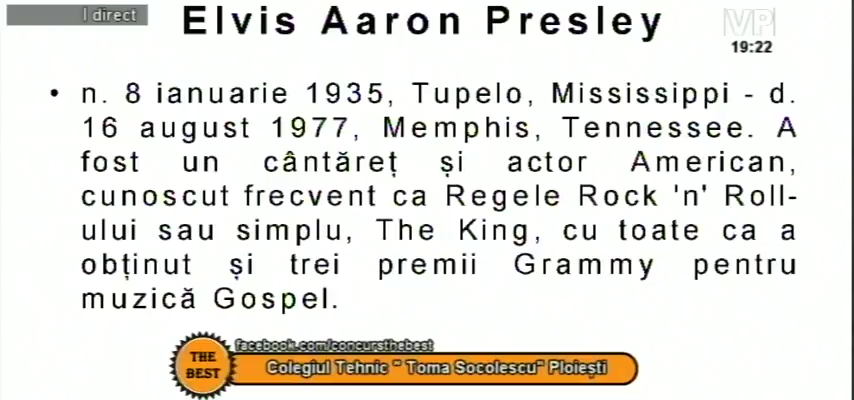 direct
Elvis Aaron Presley
VP
19:22
• n. 8 ianuarie 1935, Tupelo, Mississippi - d.
16 august 1977, Memphis, Tennessee. A
fost un cântăreț și actor American,
cunoscut frecvent ca Regele Rock 'n' Roll-
ului sau simplu, The King, cu toate ca a
obținut și trei premii Grammy pentru
muzică Gospel.
facebook.com/concursthebest
THE
BEST
Colegiul Tehnic " Toma Socolescu" Ploiești